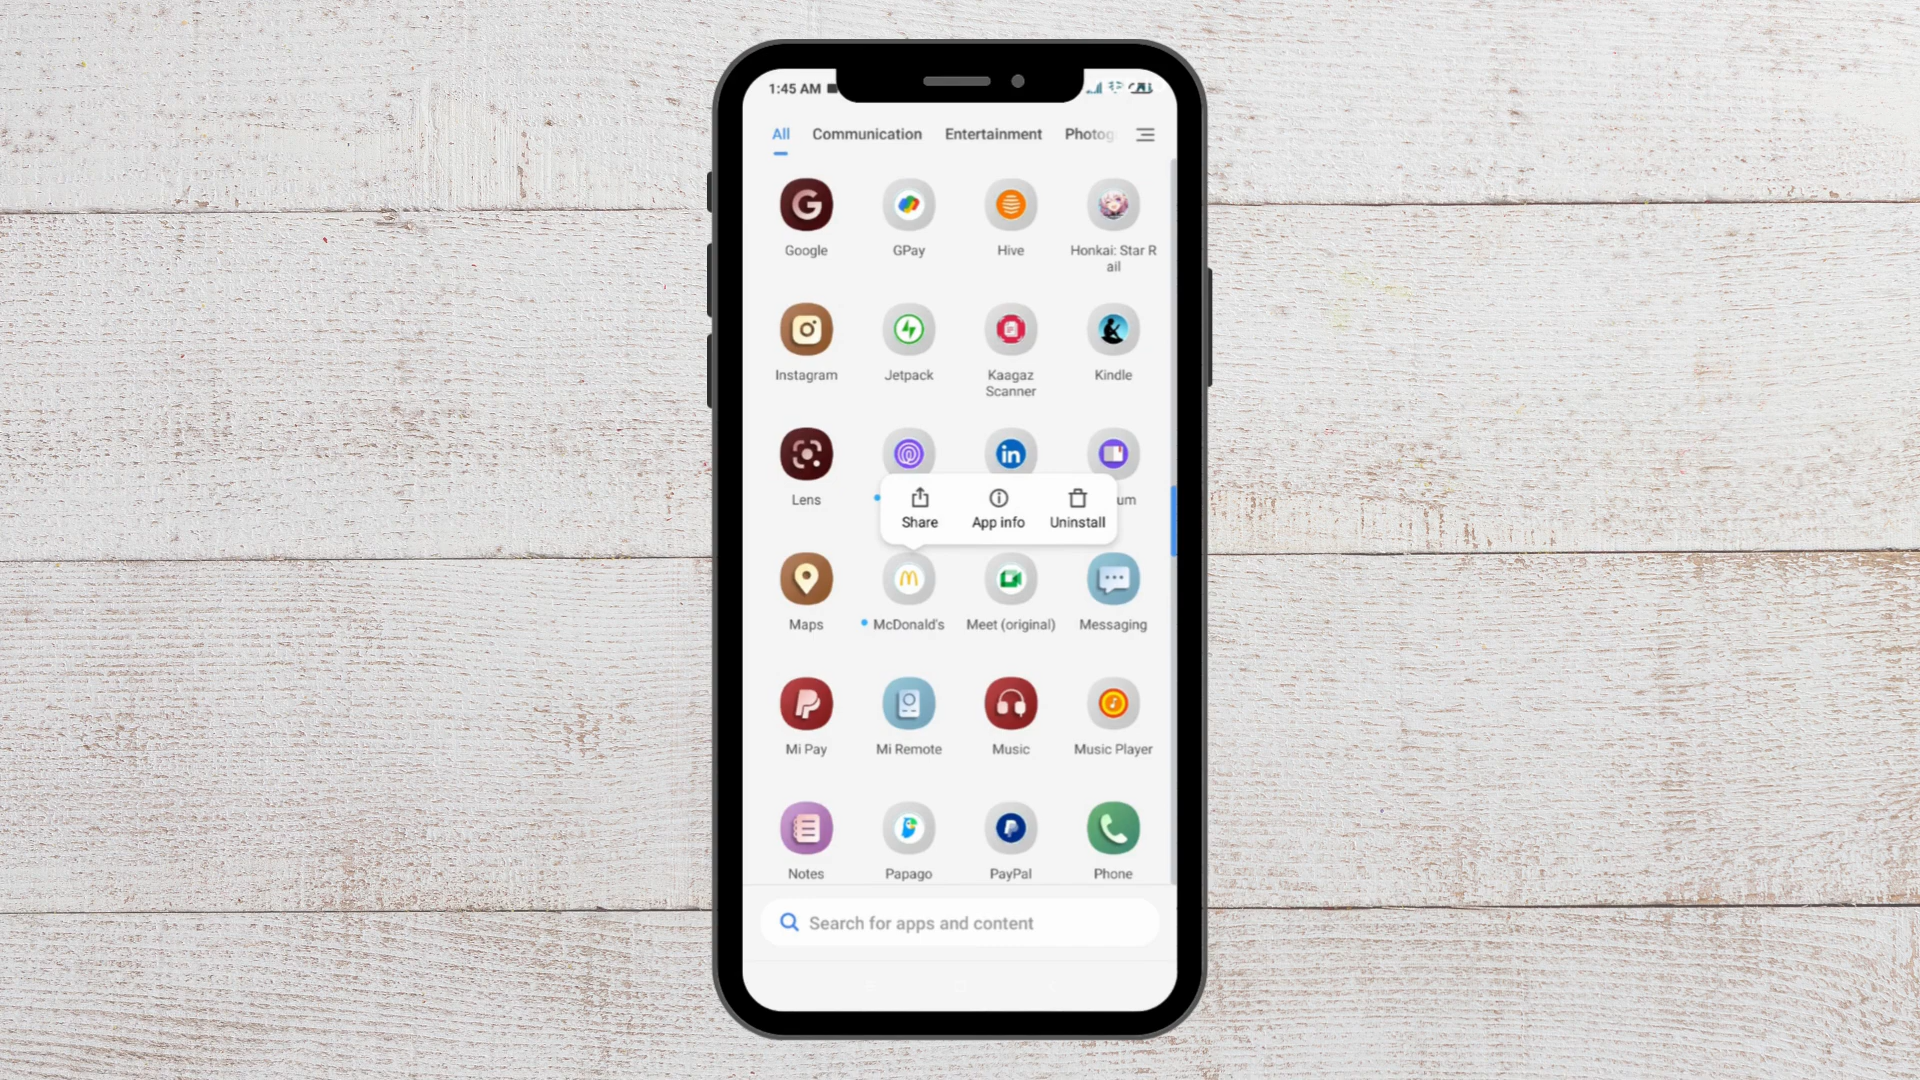 1:45 AM
All Communication Entertainment Photog
Google GPay Hive Honkai: Star R
ail
Instagram Jetpack Kaagaz Kindle
Scanner
Lens um
Share App info Uninstall
Maps McDonald's Meet (original) Messaging
Mi Pay Mi Remote Music Music Player
Notes Papago PayPal Phone
Search for apps and content